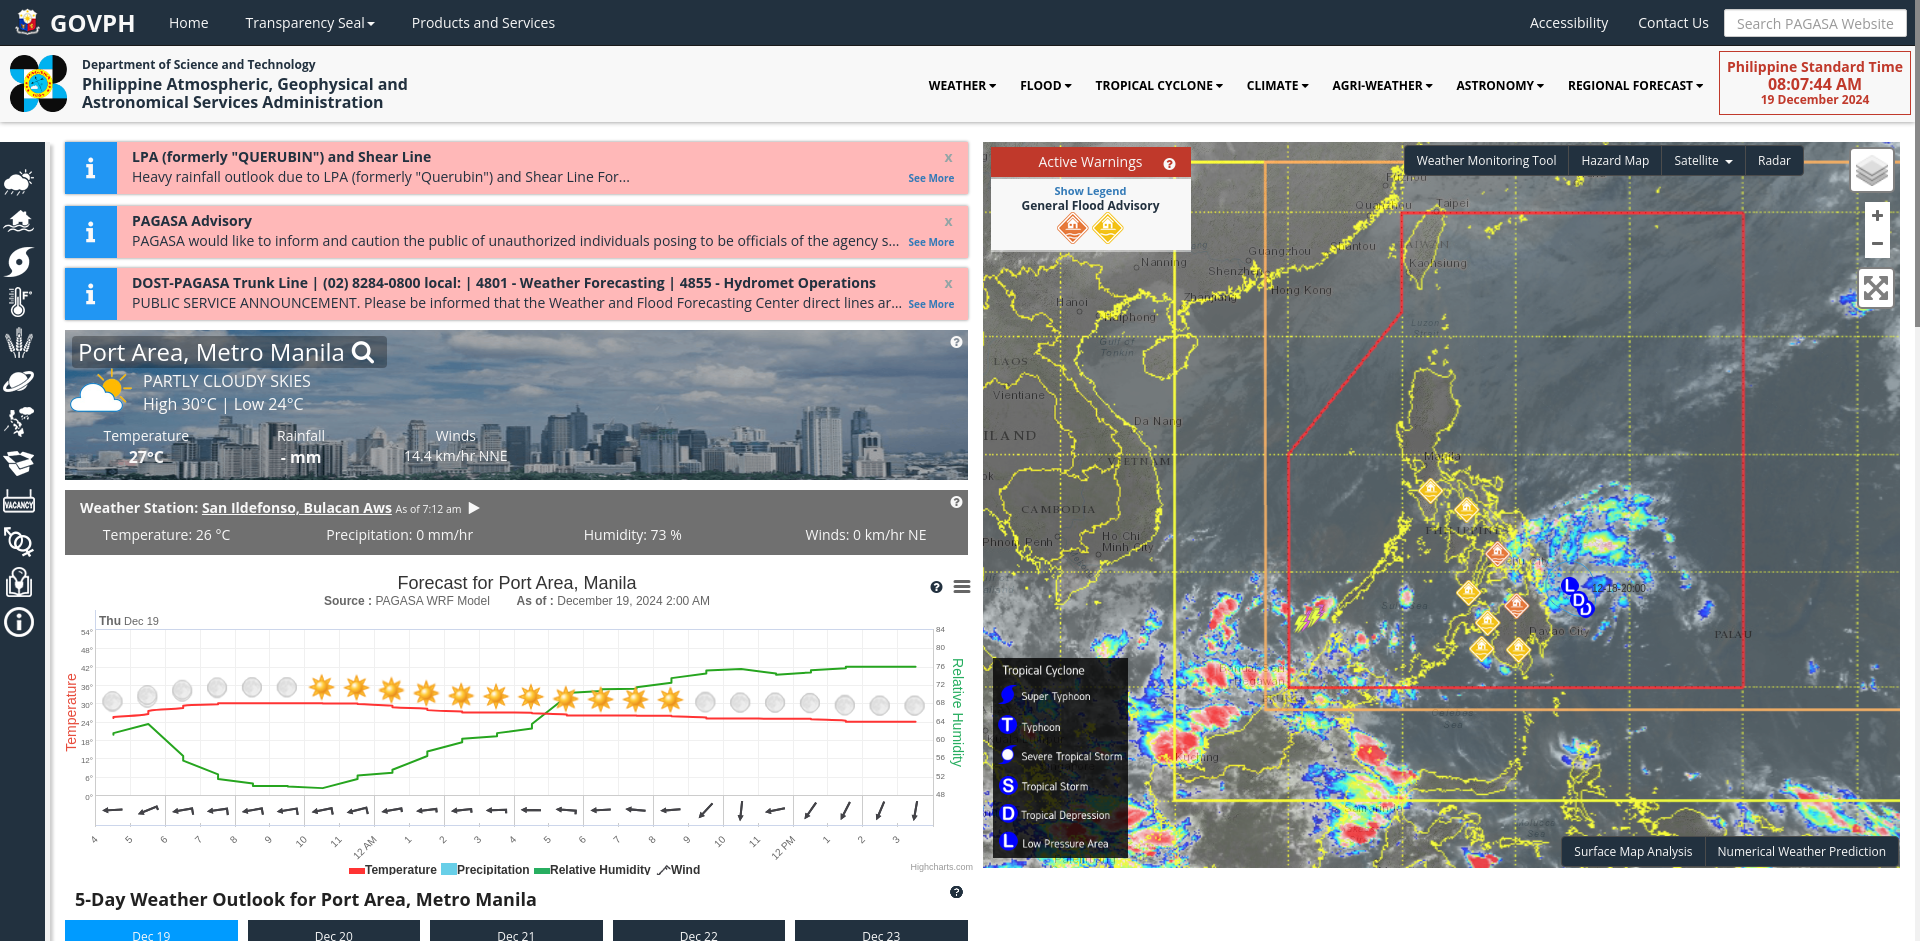 GOVPH
Home
Transparency Seal
Products and Services
Accessibility
Contact Us
Search PAGASA Website
Department of Science and Technology
Philippine Atmospheric, Geophysical and
Astronomical Services Administration
WEATHER
FLOOD
TROPICAL CYCLONE
CLIMATE
AGRI-WEATHER
ASTRONOMY
REGIONAL FORECAST
Philippine Standard Time
08:07:44 AM
19 December 2024
LPA (formerly "QUERUBIN") and Shear Line
x
Heavy rainfall outlook due to LPA (formerly "Querubin") and Shear Line For...
See More
PAGASA Advisory
x
PAGASA would like to inform and caution the public of unauthorized individuals posing to be officials of the agency s...
See More
DOST-PAGASA Trunk Line | (02) 8284-0800 local: | 4801 - Weather Forecasting | 4855 - Hydromet Operations
x
PUBLIC SERVICE ANNOUNCEMENT. Please be informed that the Weather and Flood Forecasting Center direct lines ar...
See More
Port Area, Metro Manila
PARTLY CLOUDY SKIES
High 30°C | Low 24°C
Temperature
Rainfall
Winds
27°C
- mm
14.4 km/hr NNE
Weather Station: San Ildefonso, Bulacan Aws As of 7:12 am
Temperature: 26 °C
Precipitation: 0 mm/hr
Humidity: 73 %
Winds: 0 km/hr NE
VACANCY
Forecast for Port Area, Manila
Source : PAGASA WRF Model As of : December 19, 2024 2:00 AM
Thu Dec 19
Temperature
54°
48°
42°
36°
30°
24°
18°
12°
6°
0°
84
80
76
72
68
64
60
56
52
48
Relative Humidity
4 5 6 7 8 9 10 11 12 AM 1 2 3 4 5 6 7 8 9 10 11 12 PM 1 2 3
Temperature Precipitation Relative Humidity Wind
Highcharts.com
5-Day Weather Outlook for Port Area, Metro Manila
Dec 19
Dec 20
Dec 21
Dec 22
Dec 23
Active Warnings
Show Legend
General Flood Advisory
Weather Monitoring Tool
Hazard Map
Satellite
Radar
+
−
Taipei
TAIWAN
Kaohsiung
Guangzhou
Shantou
Nanning
Shenzhen
Hong Kong
Zhanjiang
Hanoi
Haiphong
Gulf of
Tonkin
Luzon
LAOS
Vientiane
Da Nang
VIETNAM
CAMBODIA
Phnom Penh
Ho Chi
Minh City
Manila
L
D
D
12-18-20:00
Davao City
PALAU
Kuching
Tropical Cyclone
Super Typhoon
T Typhoon
Severe Tropical Storm
S Tropical Storm
D Tropical Depression
L Low Pressure Area
Surface Map Analysis
Numerical Weather Prediction